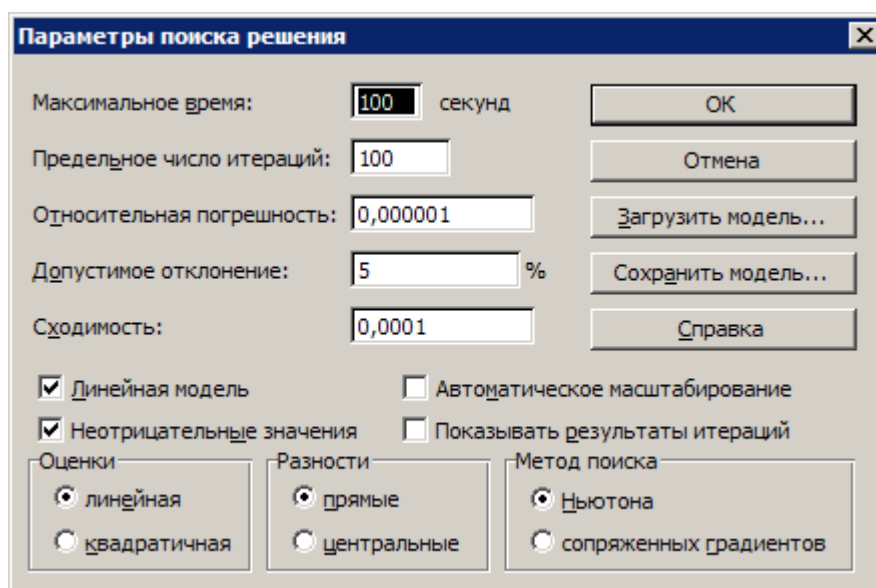 Параметры поиска решения
Максимальное время: 100 секунд OK
Предельное число итераций: 100 Отмена
Относительная погрешность: 0,000001 Загрузить модель...
Допустимое отклонение: 5 % Сохранить модель...
Сходимость: 0,0001 Справка
Линейная модель Автоматическое масштабирование
Неотрицательные значения Показывать результаты итераций
Оценки Разности Метод поиска
линейная прямые Ньютона
квадратичная центральные сопряженных градиентов